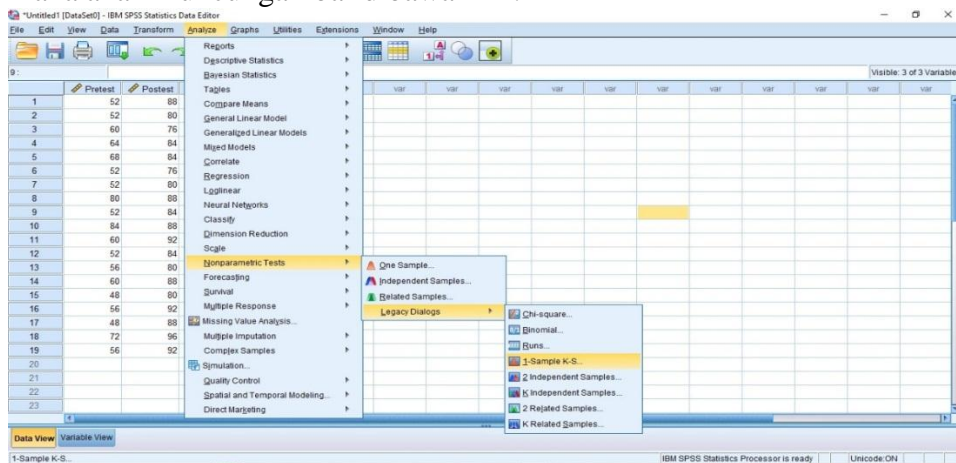 *Untitled1 [DataSet0] - IBM SPSS Statistics Data Editor
File Edit View Data Transform Analyze Graphs Utilities Extensions Window Help
9 :
Visible: 3 of 3 Variable
Pretest Postest var var var var var var var var
1 52 88
2 52 80
3 60 76
4 64 84
5 68 84
6 52 76
7 52 80
8 80 88
9 52 84
10 84 88
11 60 92
12 52 84
13 56 80
14 60 88
15 48 80
16 56 92
17 48 88
18 72 96
19 56 92
20
21
22
23
Reports
Descriptive Statistics
Bayesian Statistics
Tables
Compare Means
General Linear Model
Generalized Linear Models
Mixed Models
Correlate
Regression
Loglinear
Neural Networks
Classify
Dimension Reduction
Scale
Nonparametric Tests
Forecasting
Survival
Multiple Response
Missing Value Analysis...
Multiple Imputation
Complex Samples
Simulation...
Quality Control
Spatial and Temporal Modeling...
Direct Marketing
One Sample...
Independent Samples...
Related Samples...
Legacy Dialogs
Chi-square...
Binomial...
Runs...
1-Sample K-S...
2 Independent Samples...
K Independent Samples...
2 Related Samples...
K Related Samples...
Data View Variable View
1-Sample K-S...
IBM SPSS Statistics Processor is ready
Unicode:ON